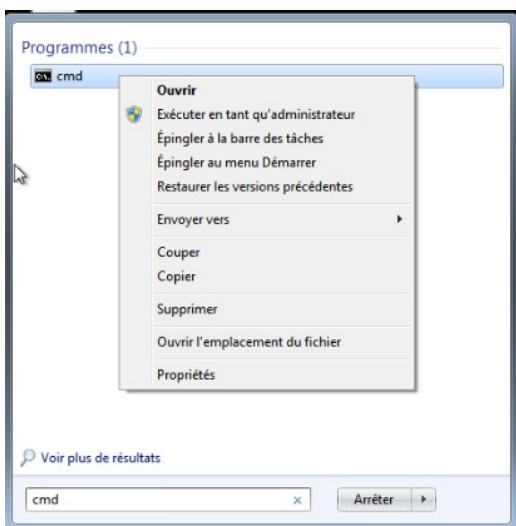 Programmes (1)
cmd
Ouvrir
Exécuter en tant qu'administrateur
Épingler à la barre des tâches
Épingler au menu Démarrer
Restaurer les versions précédentes
Envoyer vers
Couper
Copier
Supprimer
Ouvrir l'emplacement du fichier
Propriétés
Voir plus de résultats
cmd
Arrêter